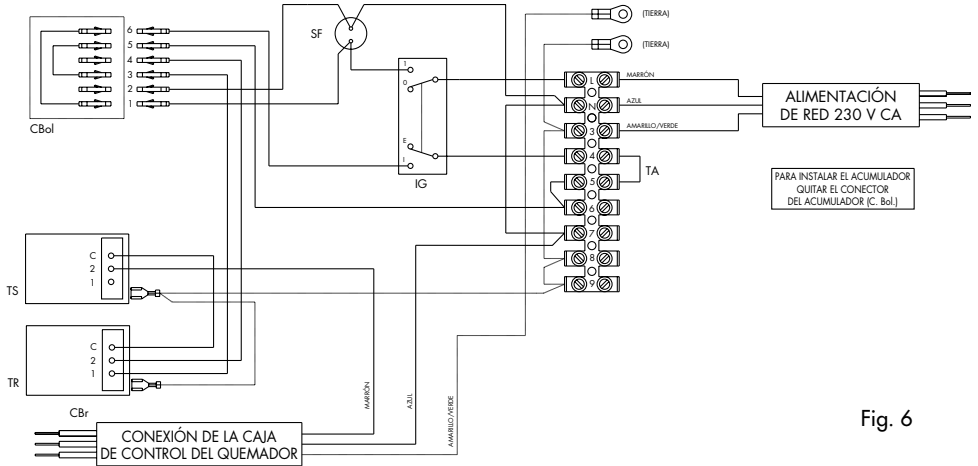 6
5
4
3
2
1
CBol
SF
1
0
E
I
IG
(TIERRA)
(TIERRA)
L
N
3
4
5
6
7
8
9
MARRÓN
AZUL
AMARILLO/VERDE
TA
ALIMENTACIÓN
DE RED 230 V CA
PARA INSTALAR EL ACUMULADOR
QUITAR EL CONECTOR
DEL ACUMULADOR (C. Bol.)
C
2
1
TS
C
2
1
TR
MARRÓN
AZUL
AMARILLO/VERDE
CBr
CONEXIÓN DE LA CAJA
DE CONTROL DEL QUEMADOR
Fig. 6